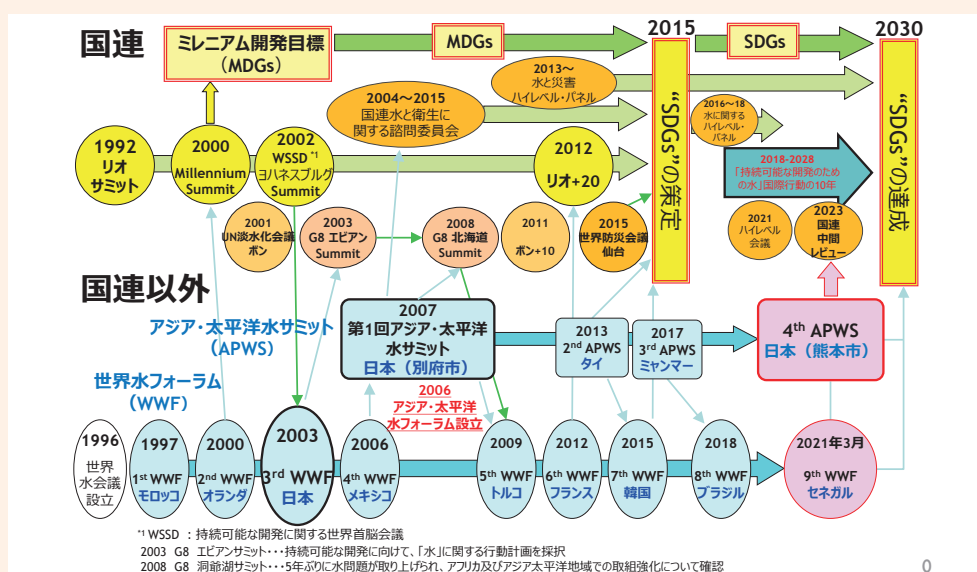 国連
ミレニアム開発目標
(MDGs)
MDGs
2015
SDGs
2030
2013～
水と災害
ハイレベル・パネル
2004～2015
国連水と衛生に
関する諮問委員会
2016～18
水に関する
ハイレベル・
パネル
1992
リオ
サミット
2000
Millennium
Summit
2002
WSSD *1
ヨハネスブルグ
Summit
2012
リオ+20
"SDGs"の策定
2018-2028
「持続可能な開発のため
の水」国際行動の10年
"SDGs"の達成
2001
UN淡水化会議
ボン
2003
G8 エビアン
Summit
2008
G8 北海道
Summit
2011
ボン+10
2015
世界防災会議
仙台
2021
ハイレベル
会議
2023
国連
中間
レビュー
国連以外
アジア・太平洋水サミット
(APWS)
2007
第1回アジア・太平洋
水サミット
日本（別府市）
2013
2nd APWS
タイ
2017
3rd APWS
ミャンマー
4th APWS
日本（熊本市）
世界水フォーラム
(WWF)
2006
アジア・太平洋
水フォーラム設立
1996
世界
水会議
設立
1997
1st WWF
モロッコ
2000
2nd WWF
オランダ
2003
3rd WWF
日本
2006
4th WWF
メキシコ
2009
5th WWF
トルコ
2012
6th WWF
フランス
2015
7th WWF
韓国
2018
8th WWF
ブラジル
2021年3月
9th WWF
セネガル
*1 WSSD ：持続可能な開発に関する世界首脳会議
2003 G8 エビアンサミット・・・持続可能な開発に向けて、「水」に関する行動計画を採択
2008 G8 洞爺湖サミット・・・5年ぶりに水問題が取り上げられ、アフリカ及びアジア太平洋地域での取組強化について確認
0